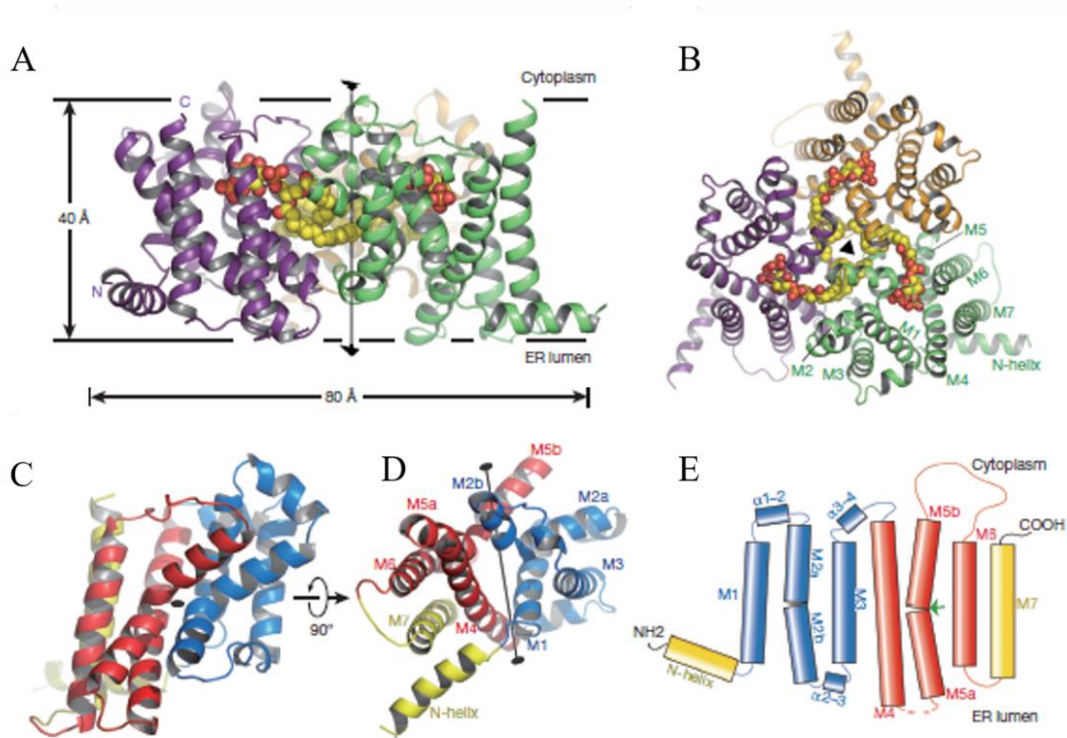 A
Cytoplasm
C
40 Å
N
ER lumen
80 Å
B
M5
M6
M7
M1
N-helix
M2
M3
M4
C
90°
D
M5b
M2b
M5a
M2a
M6
M3
M7
M4
M1
N-helix
E
Cytoplasm
α1–2
α3–4
M5b
COOH
M6
M2a
M1
M3
M7
M2b
NH2
N-helix
α2–3
M5a
M4
ER lumen